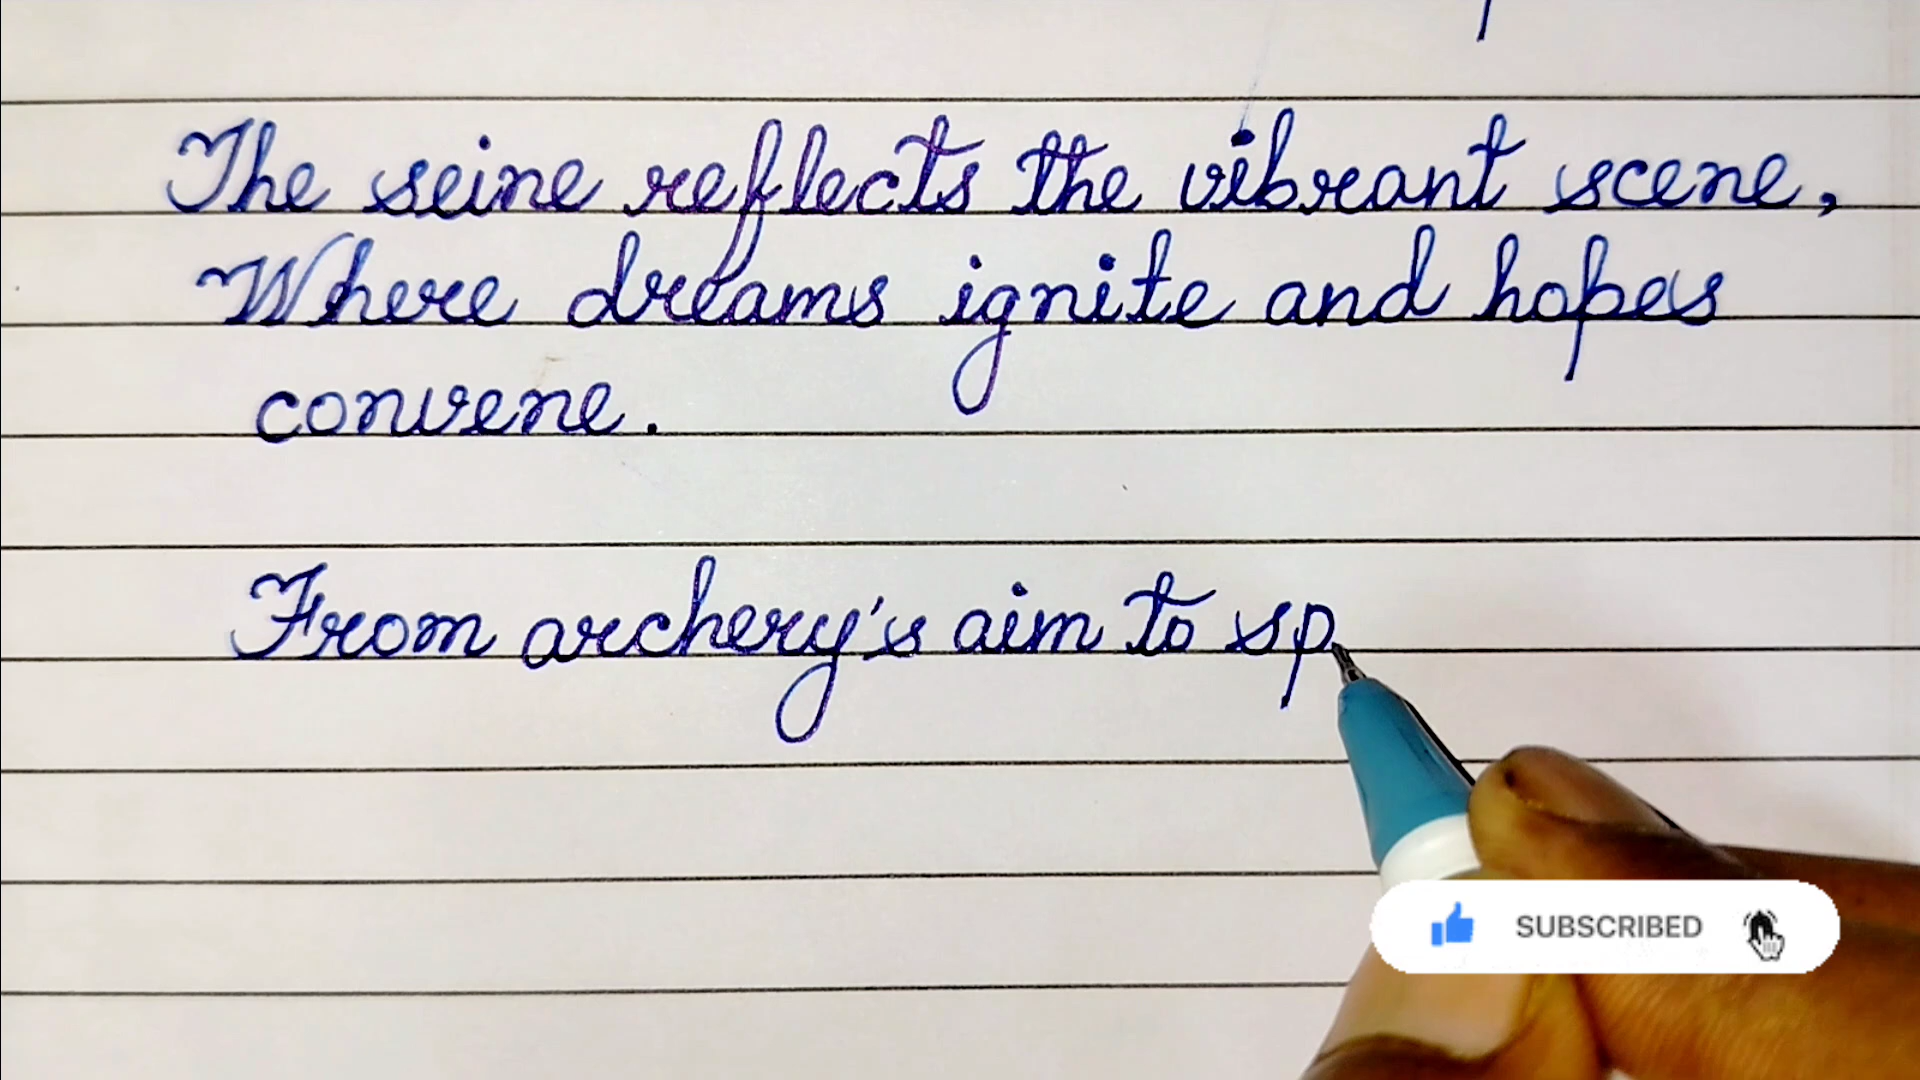 The seine reflects the vibrant scene,
Where dreams ignite and hopes
convene.
From archery's aim to sp
SUBSCRIBED